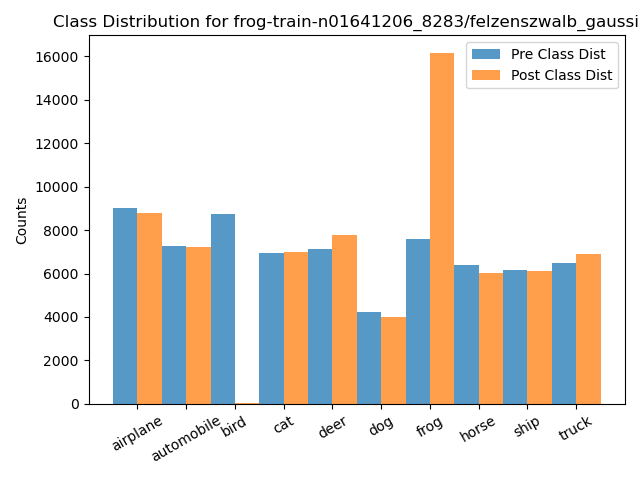 Class Distribution for frog-train-n01641206_8283/felzenszwalb_gaussi
Pre Class Dist
Post Class Dist
Counts
16000
14000
12000
10000
8000
6000
4000
2000
0
airplane
automobile
bird
cat
deer
dog
frog
horse
ship
truck